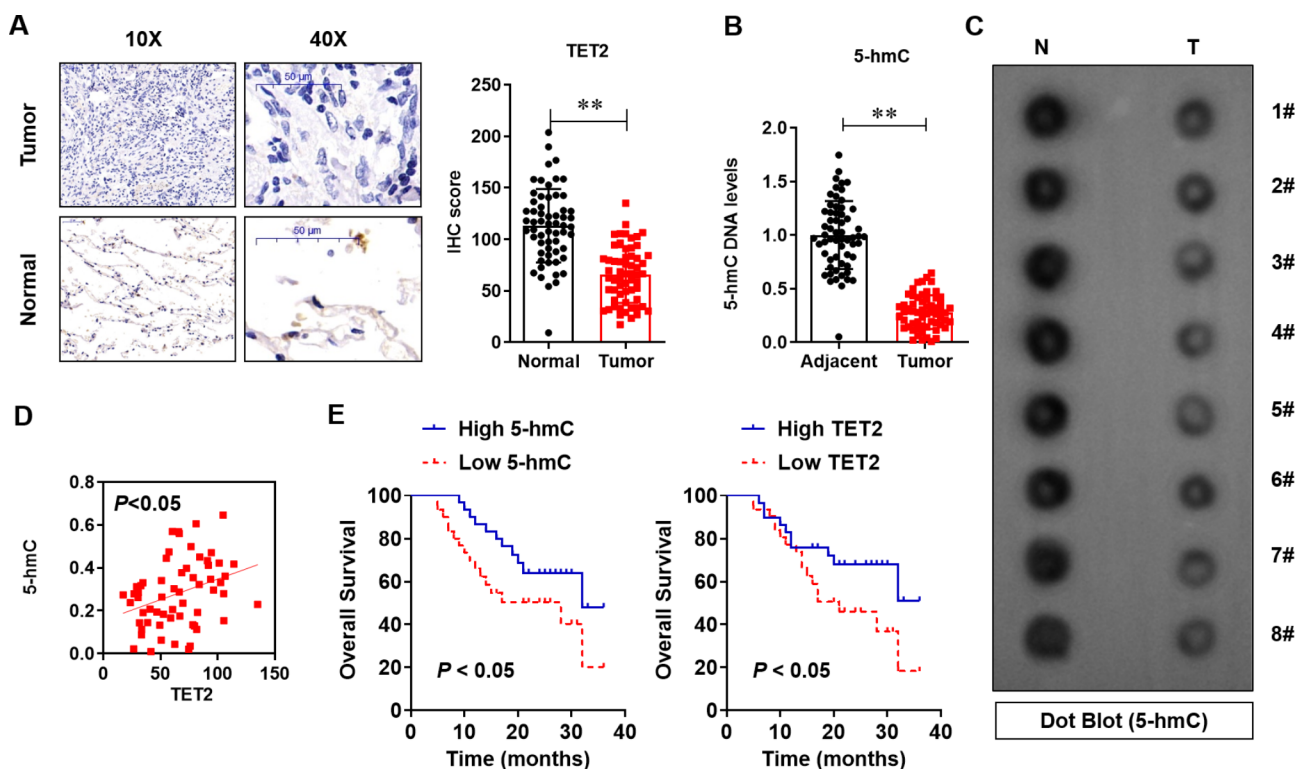 A
10X
40X
Tumor
50 µm
Normal
50 µm
TET2
**
IHC score
250
200
150
100
50
0
Normal
Tumor
B
5-hmC
**
5-hmC DNA levels
2.0
1.5
1.0
0.5
0.0
Adjacent
Tumor
C
N
T
1#
2#
3#
4#
5#
6#
7#
8#
Dot Blot (5-hmC)
D
5-hmC
P<0.05
0.8
0.6
0.4
0.2
0.0
0
50
100
150
TET2
E
High 5-hmC
Low 5-hmC
Overall Survival
100
80
60
40
20
P < 0.05
0
10
20
30
40
Time (months)
High TET2
Low TET2
Overall Survival
100
80
60
40
20
P < 0.05
0
10
20
30
40
Time (months)